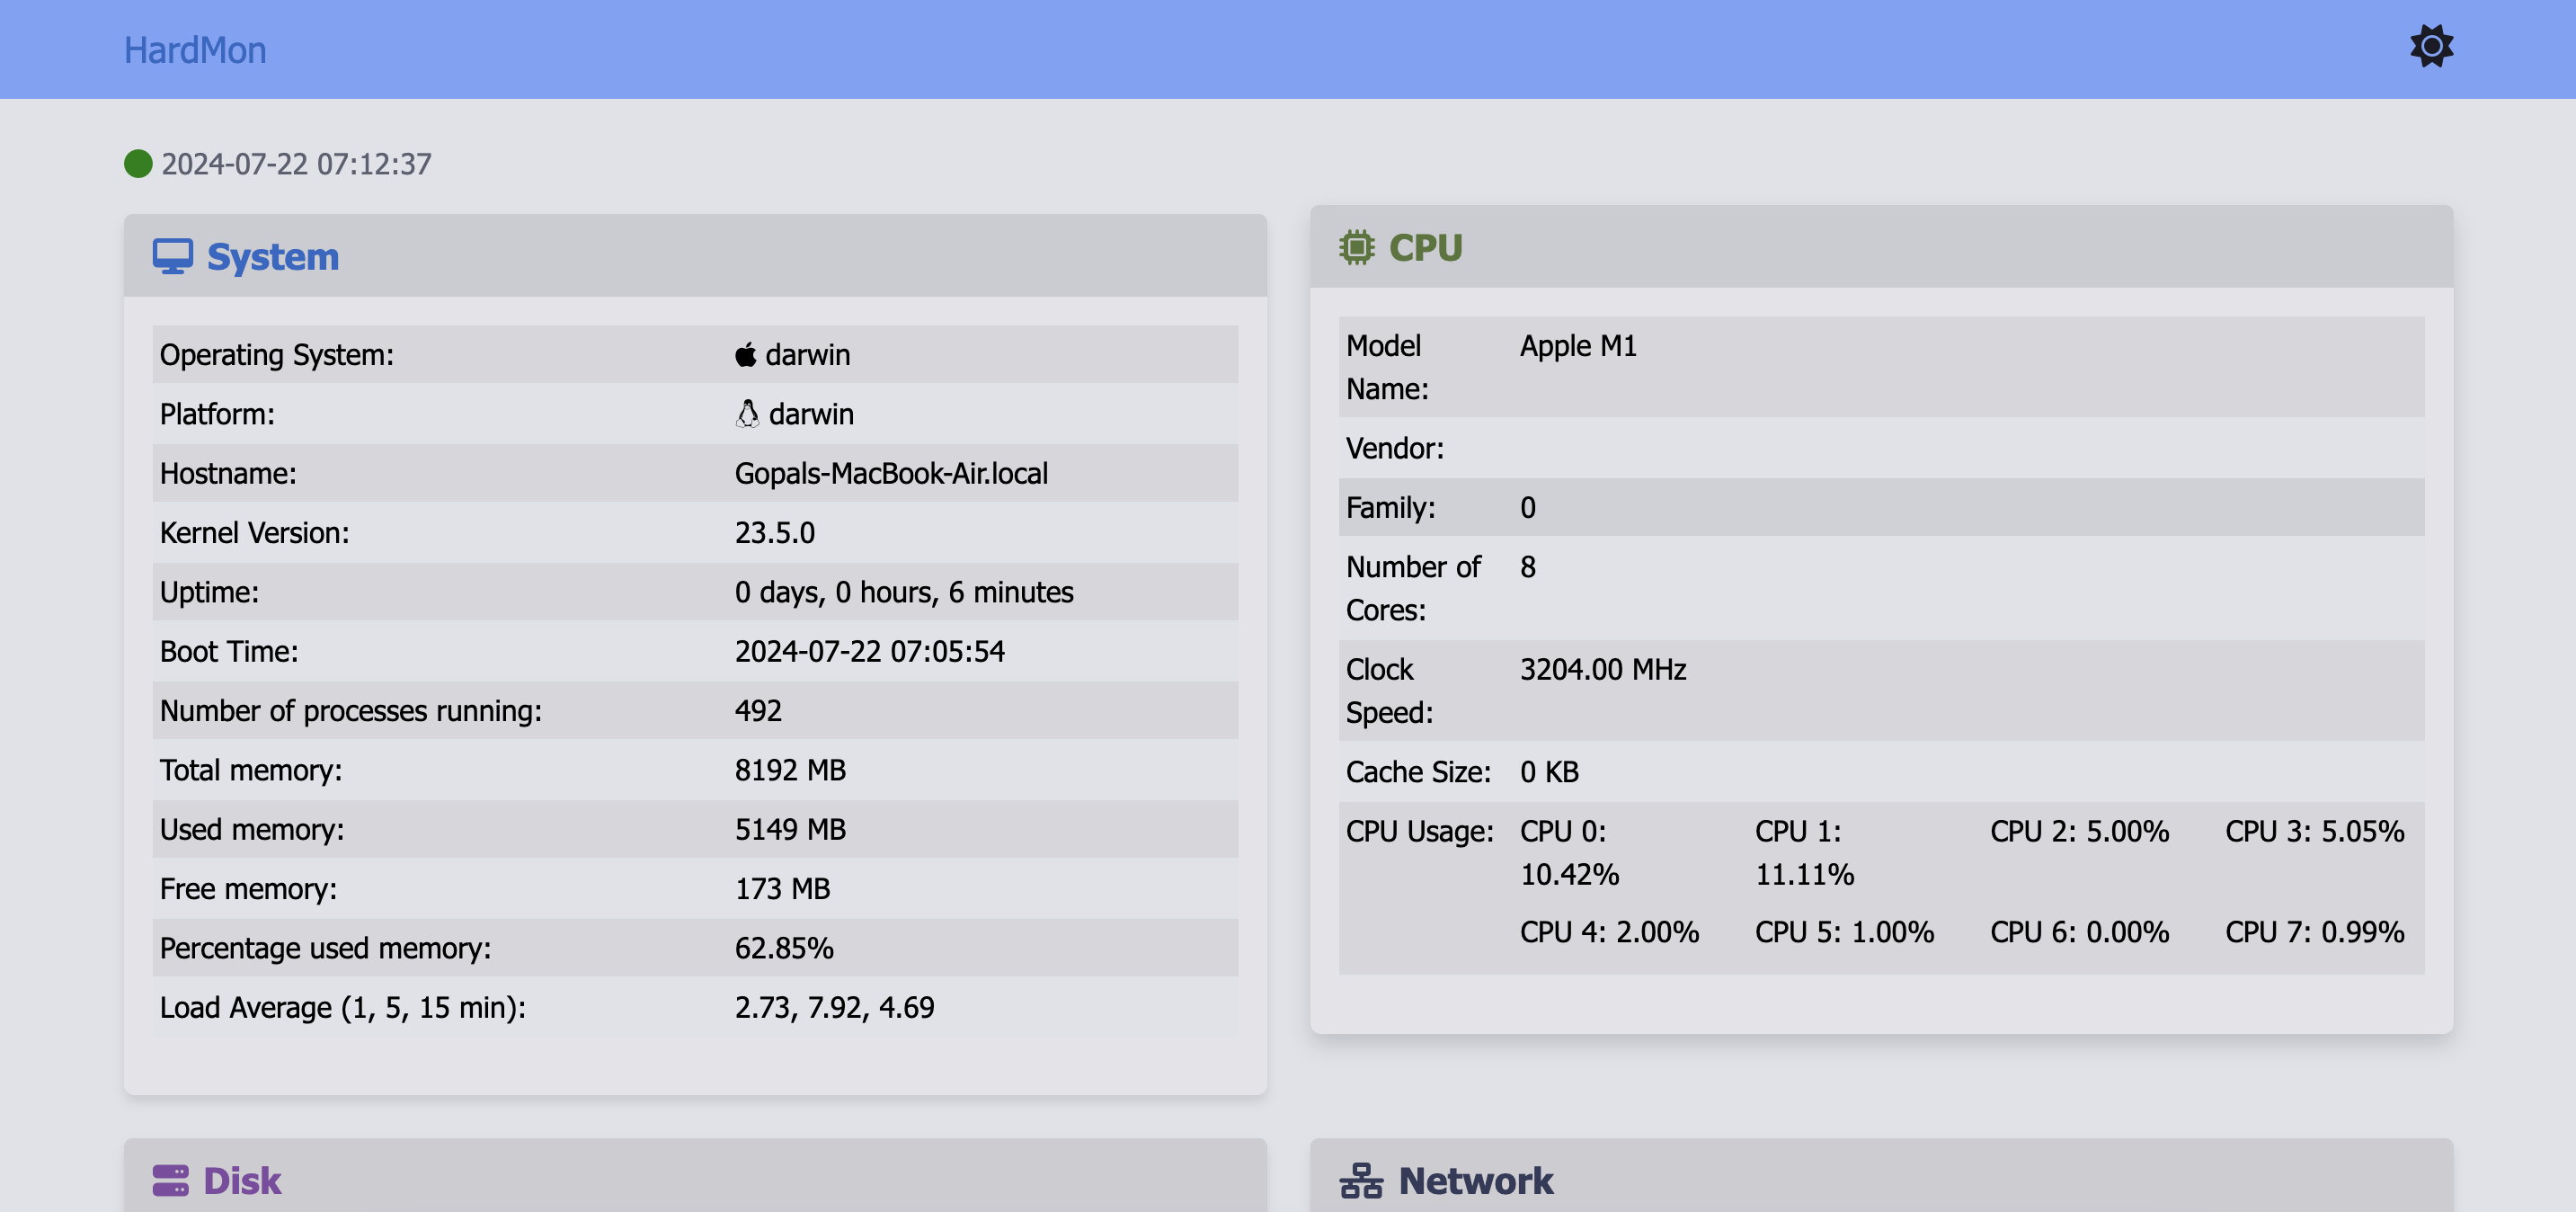 HardMon
2024-07-22 07:12:37
System
Operating System: darwin
Platform: darwin
Hostname: Gopals-MacBook-Air.local
Kernel Version: 23.5.0
Uptime: 0 days, 0 hours, 6 minutes
Boot Time: 2024-07-22 07:05:54
Number of processes running: 492
Total memory: 8192 MB
Used memory: 5149 MB
Free memory: 173 MB
Percentage used memory: 62.85%
Load Average (1, 5, 15 min): 2.73, 7.92, 4.69
CPU
Model Apple M1
Name:
Vendor:
Family: 0
Number of 8
Cores:
Clock 3204.00 MHz
Speed:
Cache Size: 0 KB
CPU Usage: CPU 0: CPU 1: CPU 2: 5.00% CPU 3: 5.05%
10.42% 11.11%
CPU 4: 2.00% CPU 5: 1.00% CPU 6: 0.00% CPU 7: 0.99%
Disk
Network